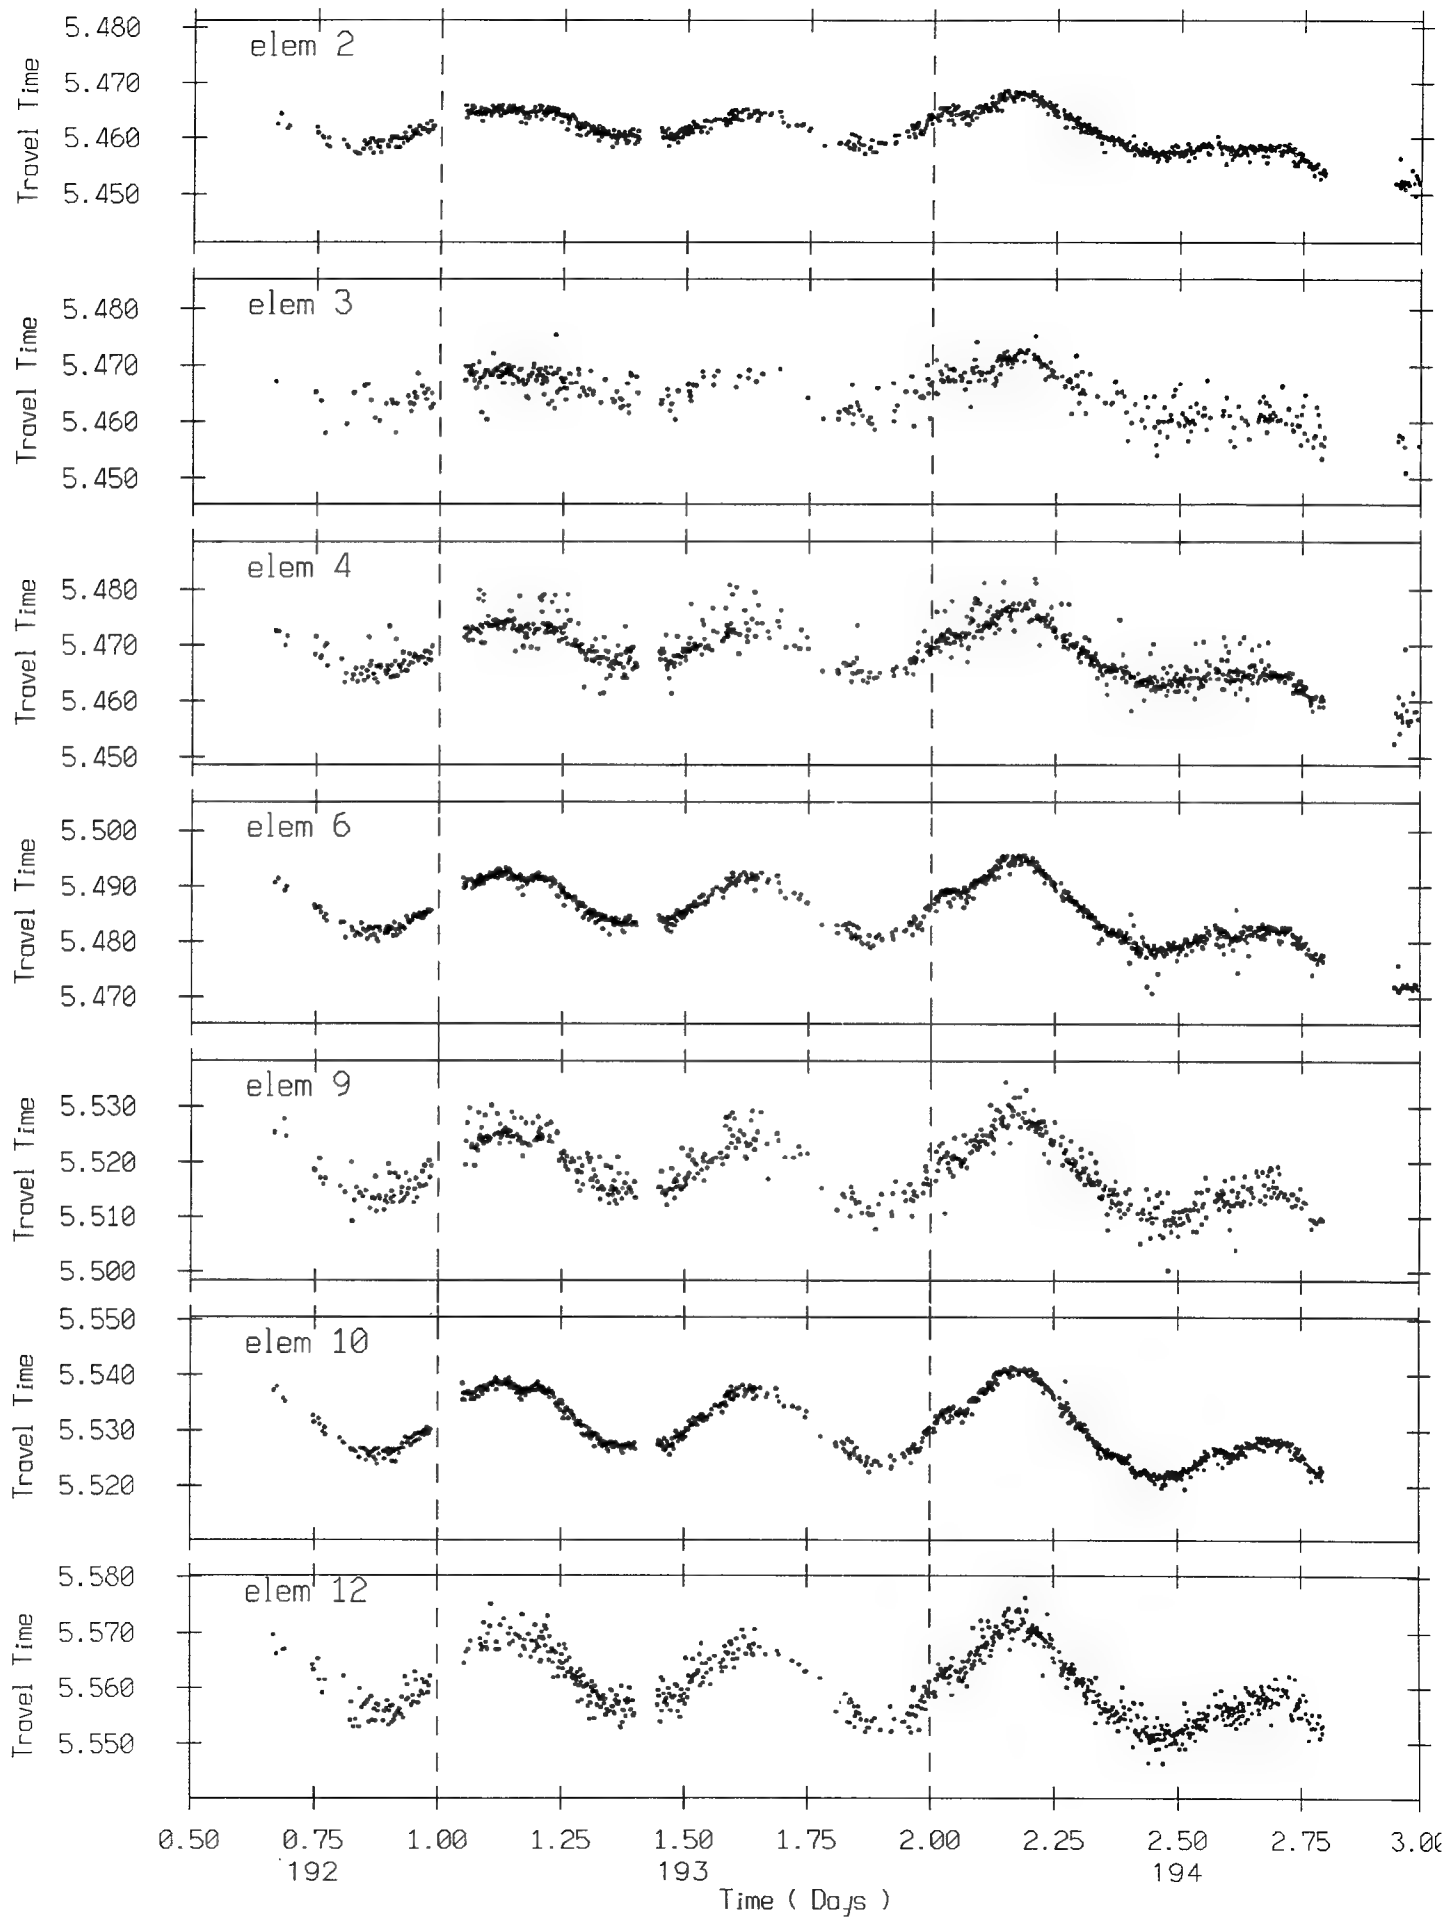 elem 2
Travel Time
5.480
5.470
5.460
5.450
elem 3
Travel Time
5.480
5.470
5.460
5.450
elem 4
Travel Time
5.480
5.470
5.460
5.450
elem 6
Travel Time
5.500
5.490
5.480
5.470
elem 9
Travel Time
5.530
5.520
5.510
5.500
elem 10
Travel Time
5.550
5.540
5.530
5.520
elem 12
Travel Time
5.580
5.570
5.560
5.550
0.50 0.75 1.00 1.25 1.50 1.75 2.00 2.25 2.50 2.75 3.00
192 193 194
Time ( Days )